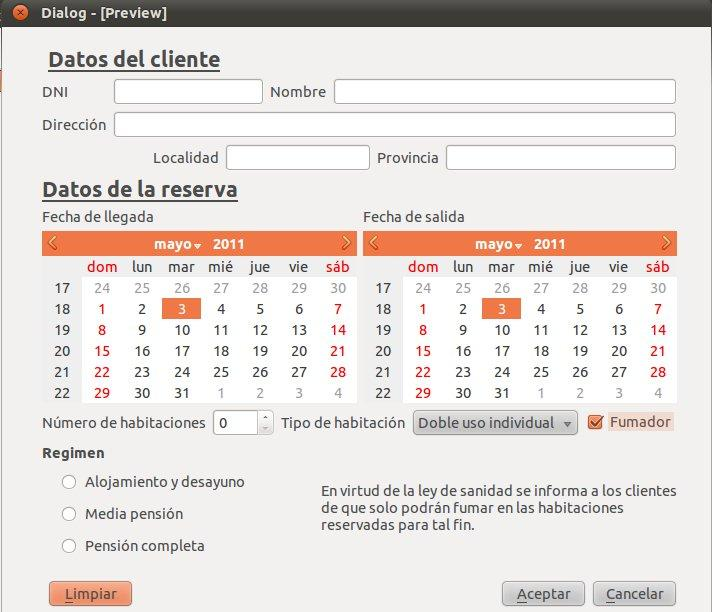 Dialog - [Preview]
Datos del cliente
DNI Nombre
Dirección
Localidad Provincia
Datos de la reserva
Fecha de llegada Fecha de salida
mayo 2011 mayo 2011
dom lun mar mié jue vie sáb dom lun mar mié jue vie sáb
17 24 25 26 27 28 29 30 17 24 25 26 27 28 29 30
18 1 2 3 4 5 6 7 18 1 2 3 4 5 6 7
19 8 9 10 11 12 13 14 19 8 9 10 11 12 13 14
20 15 16 17 18 19 20 21 20 15 16 17 18 19 20 21
21 22 23 24 25 26 27 28 21 22 23 24 25 26 27 28
22 29 30 31 1 2 3 4 22 29 30 31 1 2 3 4
Número de habitaciones 0 Tipo de habitación Doble uso individual Fumador
Regimen
Alojamiento y desayuno
Media pensión
Pensión completa
En virtud de la ley de sanidad se informa a los clientes
de que solo podrán fumar en las habitaciones
reservadas para tal fin.
Limpiar Aceptar Cancelar